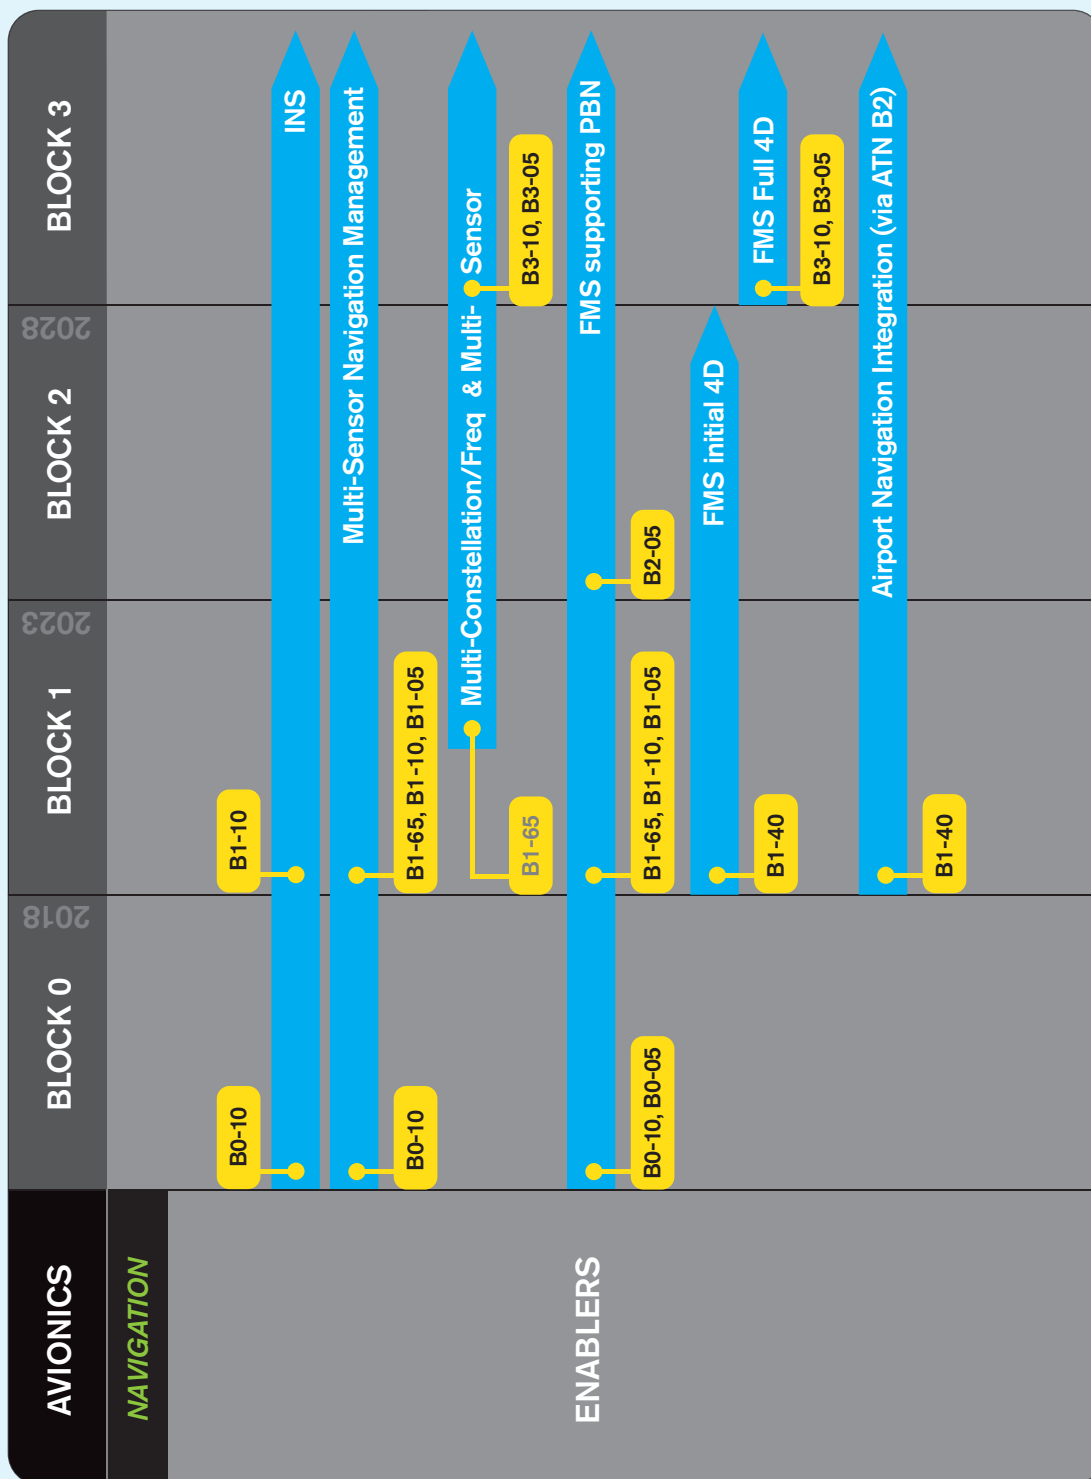 AVIONICS
BLOCK 0
2018
BLOCK 1
2023
BLOCK 2
2028
BLOCK 3
NAVIGATION
ENABLERS
B0-10
B1-10
INS
Multi-Sensor Navigation Management
B0-10
B1-65, B1-10, B1-05
Multi-Constellation/Freq & Multi- Sensor
B1-65
B3-10, B3-05
FMS supporting PBN
B0-10, B0-05
B1-65, B1-10, B1-05
B2-05
FMS initial 4D
B1-40
FMS Full 4D
B3-10, B3-05
Airport Navigation Integration (via ATN B2)
B1-40